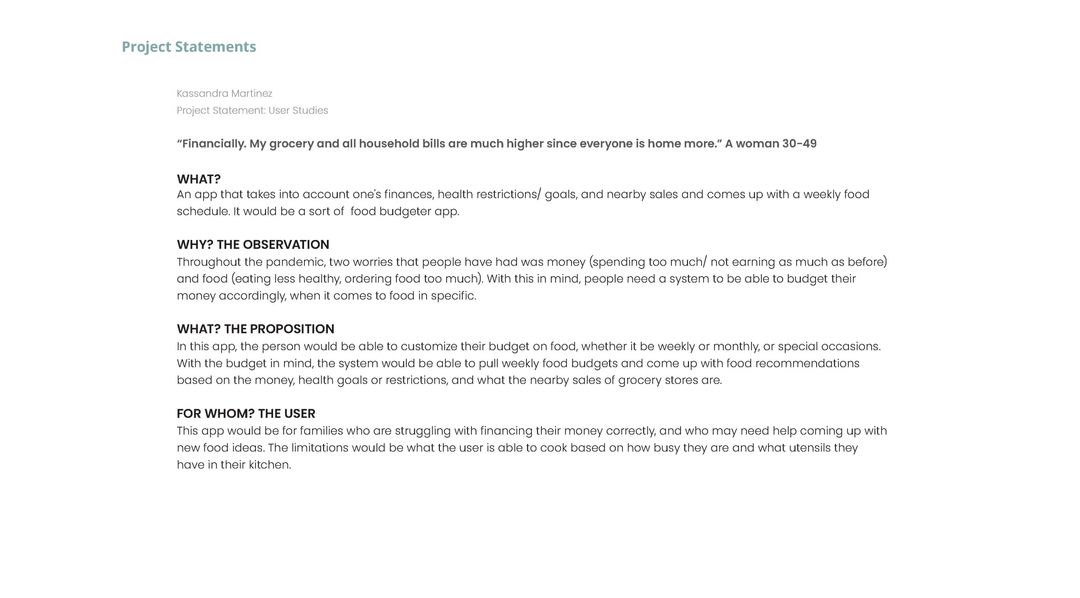 Project Statements
Kassandra Martinez
Project Statement: User Studies
“Financially. My grocery and all household bills are much higher since everyone is home more.” A woman 30-49
WHAT?
An app that takes into account one's finances, health restrictions/ goals, and nearby sales and comes up with a weekly food
schedule. It would be a sort of  food budgeter app.
WHY? THE OBSERVATION
Throughout the pandemic, two worries that people have had was money (spending too much/ not earning as much as before)
and food (eating less healthy, ordering food too much). With this in mind, people need a system to be able to budget their
money accordingly, when it comes to food in specific.
WHAT? THE PROPOSITION
In this app, the person would be able to customize their budget on food, whether it be weekly or monthly, or special occasions.
With the budget in mind, the system would be able to pull weekly food budgets and come up with food recommendations
based on the money, health goals or restrictions, and what the nearby sales of grocery stores are.
FOR WHOM? THE USER
This app would be for families who are struggling with financing their money correctly, and who may need help coming up with
new food ideas. The limitations would be what the user is able to cook based on how busy they are and what utensils they
have in their kitchen.